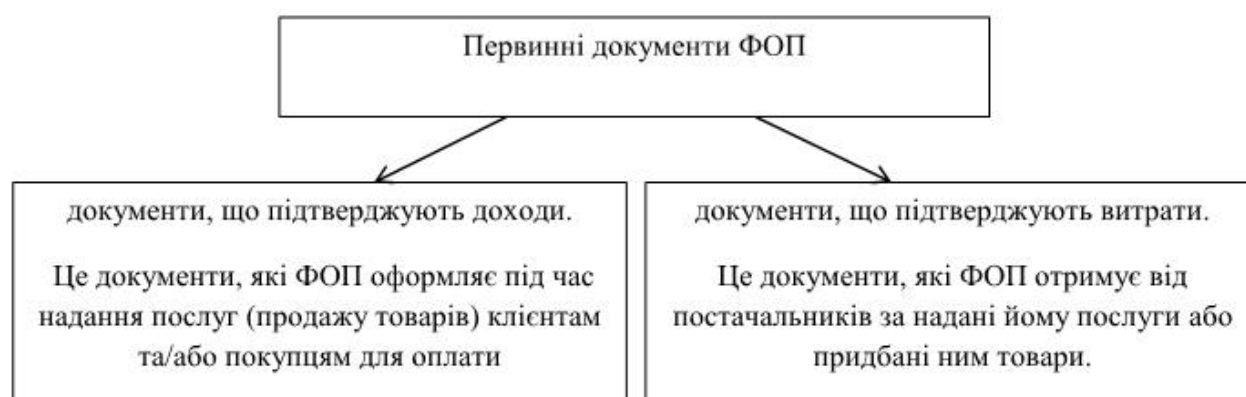 Первинні документи ФОП
документи, що підтверджують доходи.
Це документи, які ФОП оформляє під час
надання послуг (продажу товарів) клієнтам
та/або покупцям для оплати
документи, що підтверджують витрати.
Це документи, які ФОП отримує від
постачальників за надані йому послуги або
придбані ним товари.